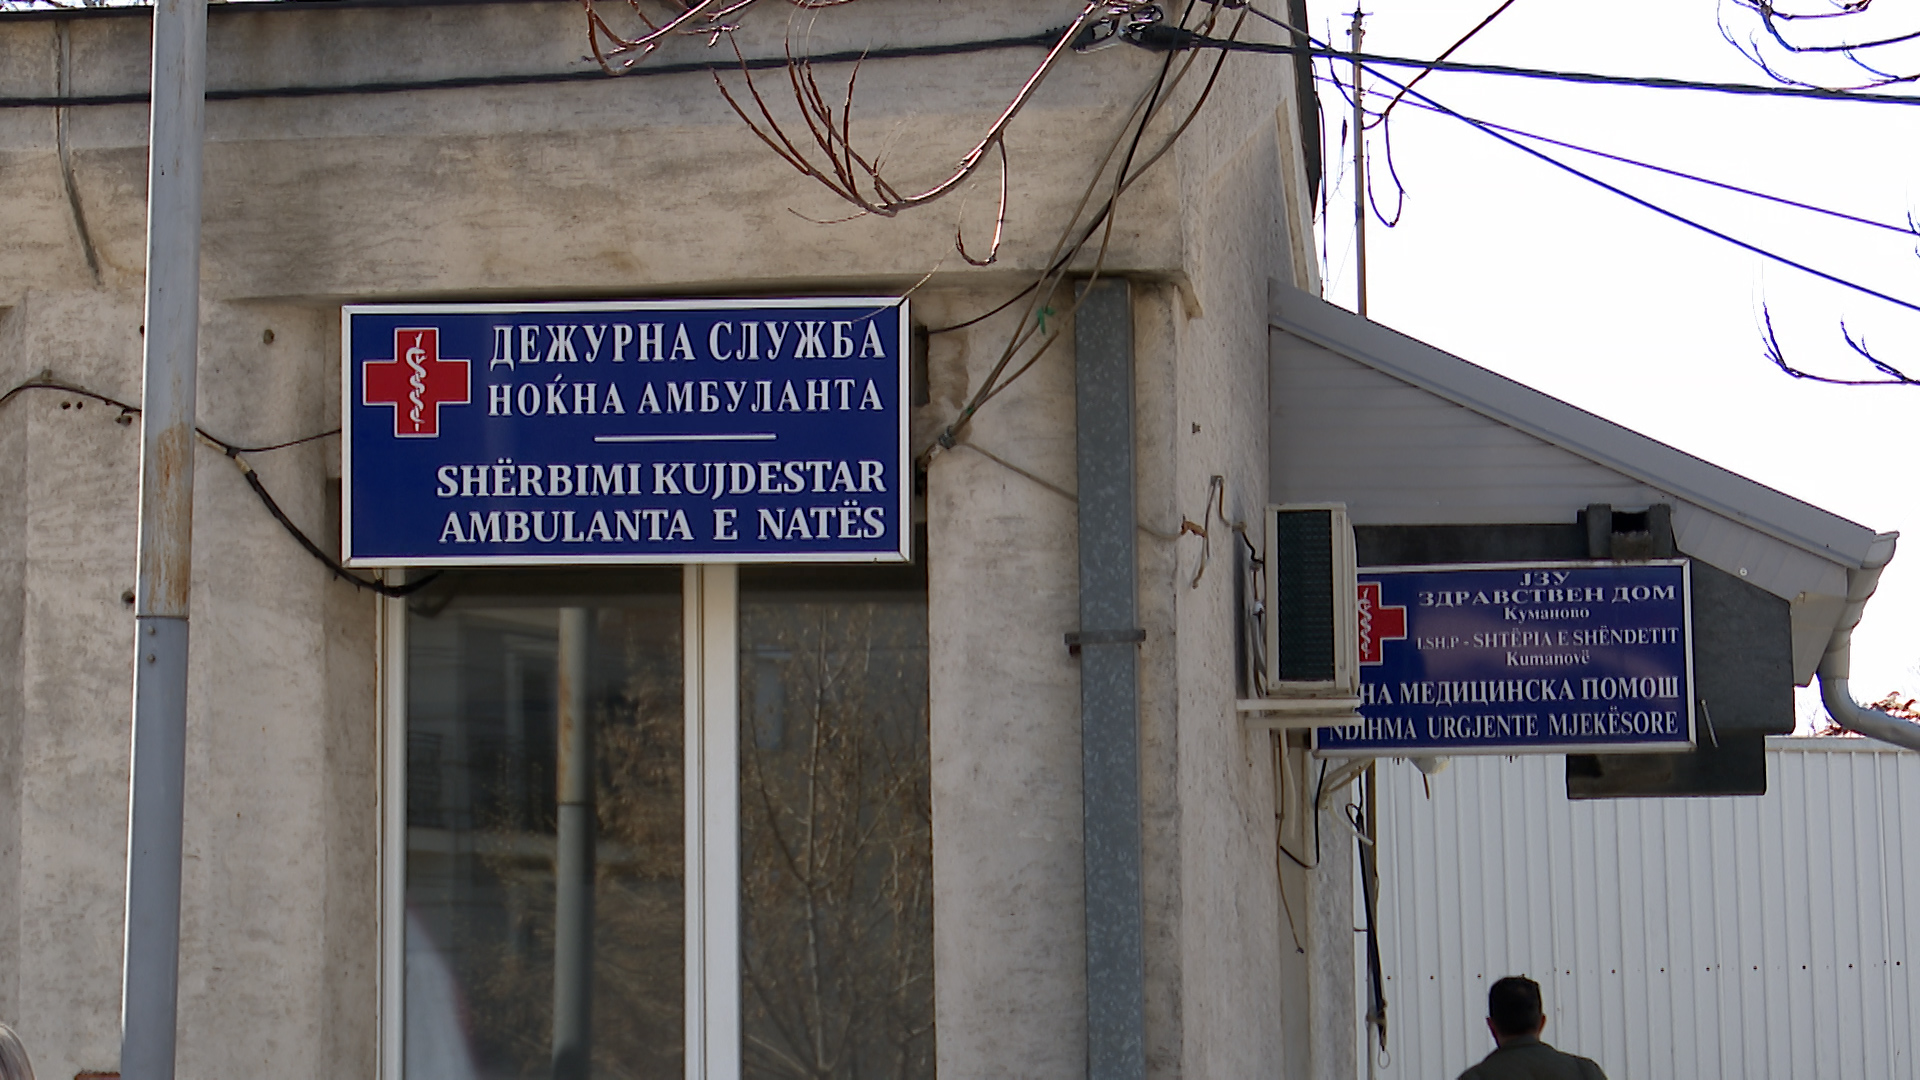 ДЕЖУРНА СЛУЖБА
НОЌНА АМБУЛАНТА
SHËRBIMI KUJDESTAR
AMBULANTA E NATËS
ЈЗУ
ЗДРАВСТВЕН ДОМ
Куманово
I.SH.P - SHTËPIA E SHËNDETIT
Kumanovë
НА МЕДИЦИНСКА ПОМОШ
NDIHMA URGJENTE MJEKËSORE